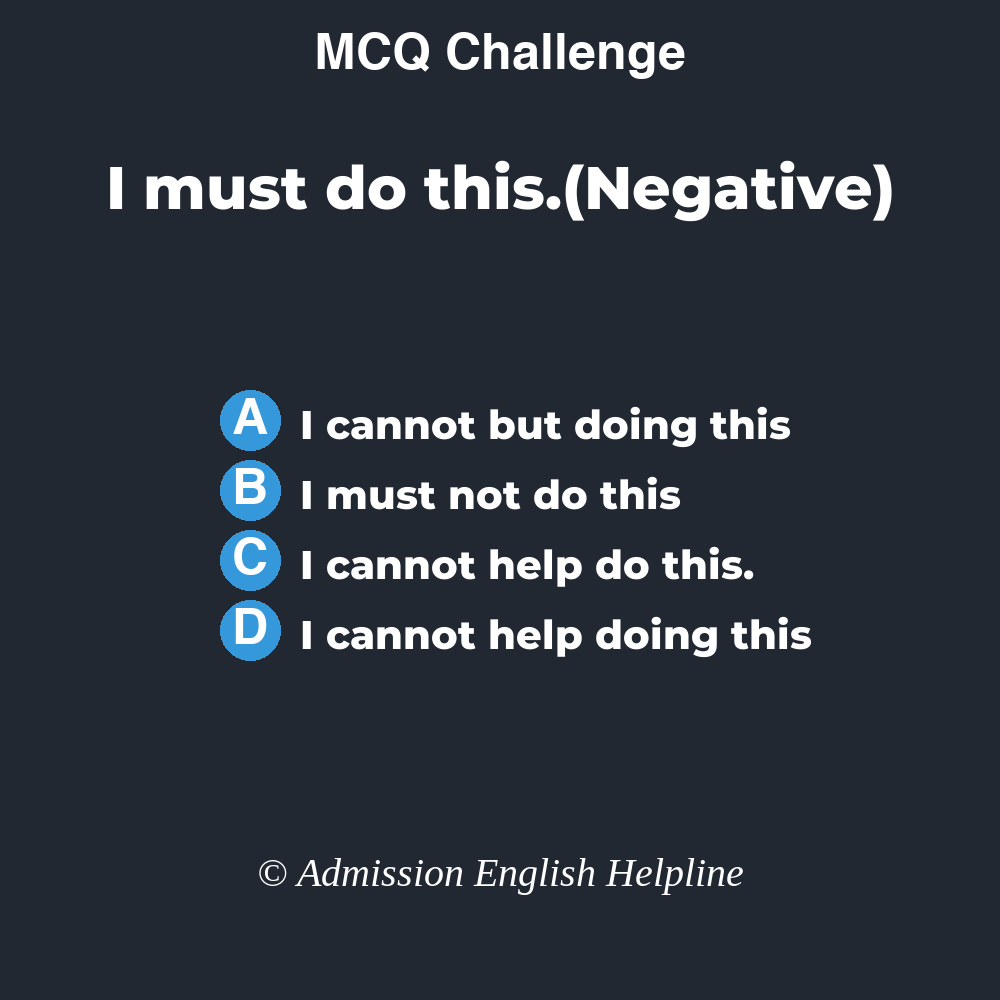 MCQ Challenge
I must do this.(Negative)
A I cannot but doing this
B I must not do this
C I cannot help do this.
D I cannot help doing this
© Admission English Helpline